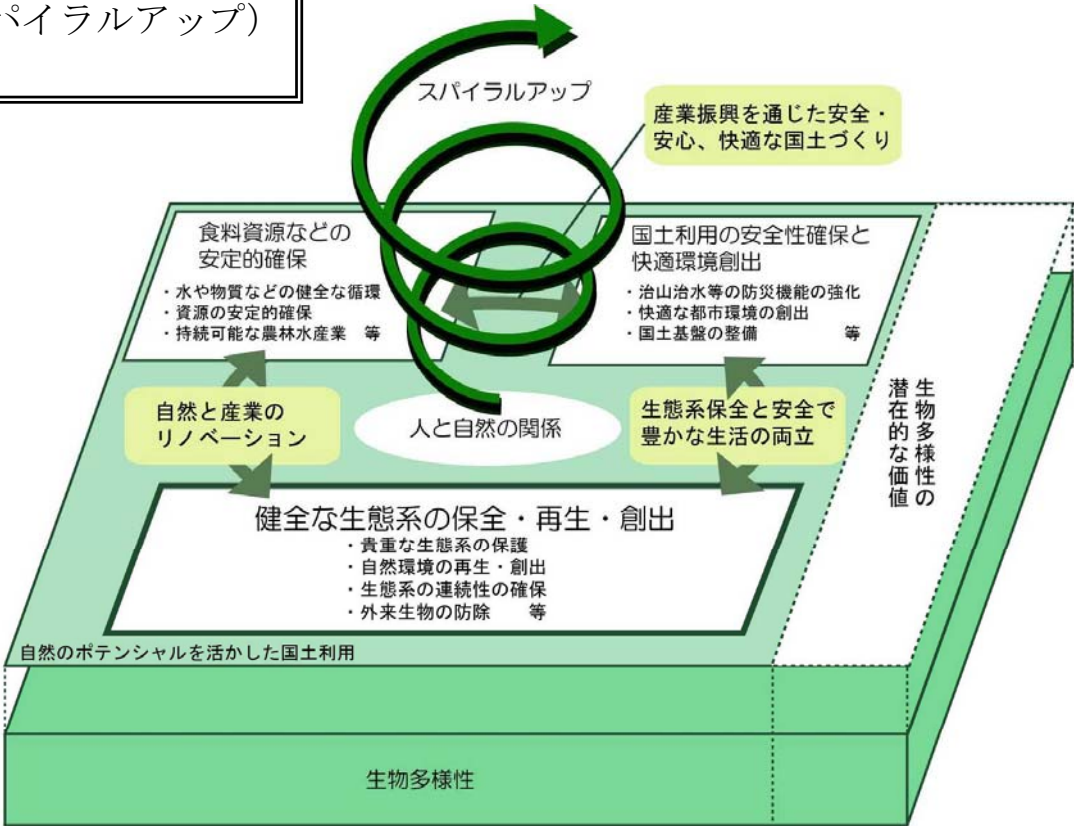 パイラルアップ）
スパイラルアップ
産業振興を通じた安全・
安心、快適な国土づくり
食料資源などの
安定的確保
・水や物質などの健全な循環
・資源の安定的確保
・持続可能な農林水産業　等
国土利用の安全性確保と
快適環境創出
・治山治水等の防災機能の強化
・快適な都市環境の創出
・国土基盤の整備　等
自然と産業の
リノベーション
人と自然の関係
生態系保全と安全で
豊かな生活の両立
生物多様性の
潜在的な価値
健全な生態系の保全・再生・創出
・貴重な生態系の保護
・自然環境の再生・創出
・生態系の連続性の確保
・外来生物の防除　等
自然のポテンシャルを活かした国土利用
生物多様性